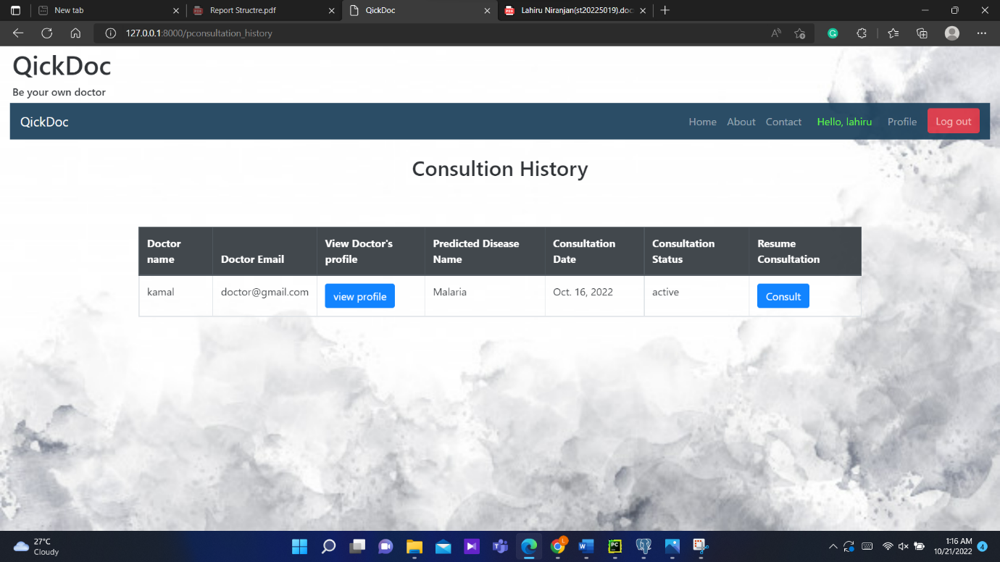 New tab
Report Structre.pdf
QickDoc
Lahiru Niranjan(st20225019).doc
127.0.0.1:8000/pconsultation_history
QickDoc
Be your own doctor
QickDoc
Home About Contact Hello, lahiru Profile Log out
Consultion History
Doctor name
Doctor Email
View Doctor's profile
Predicted Disease Name
Consultation Date
Consultation Status
Resume Consultation
kamal
doctor@gmail.com
view profile
Malaria
Oct. 16, 2022
active
Consult
27°C
Cloudy
1:16 AM
10/21/2022
4